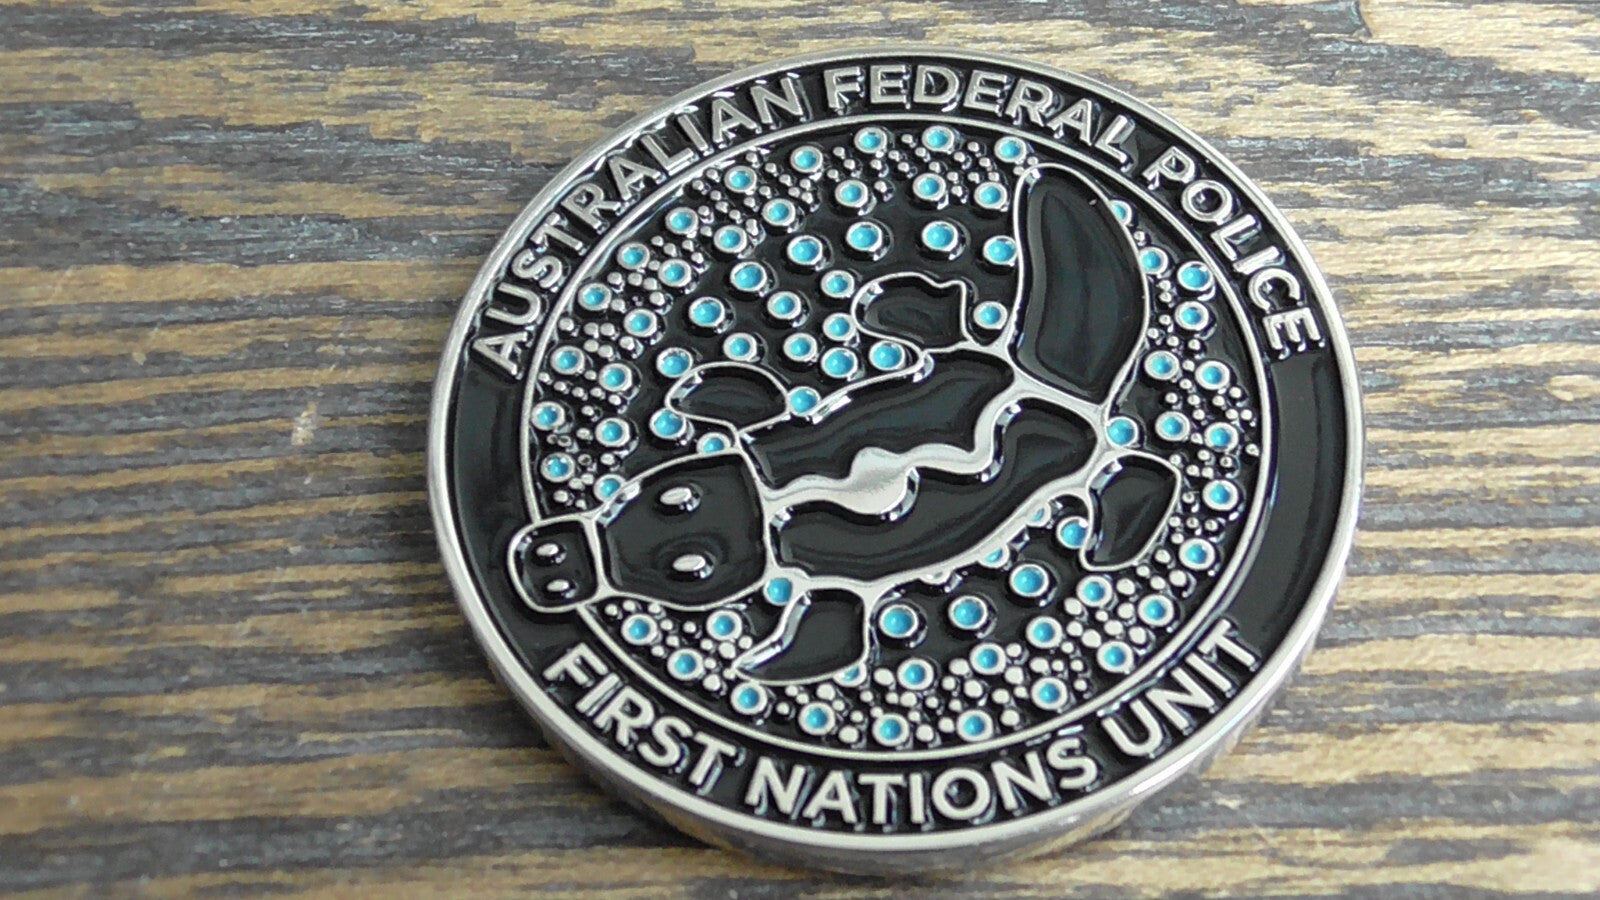 AUSTRALIAN FEDERAL POLICE
FIRST NATIONS UNIT